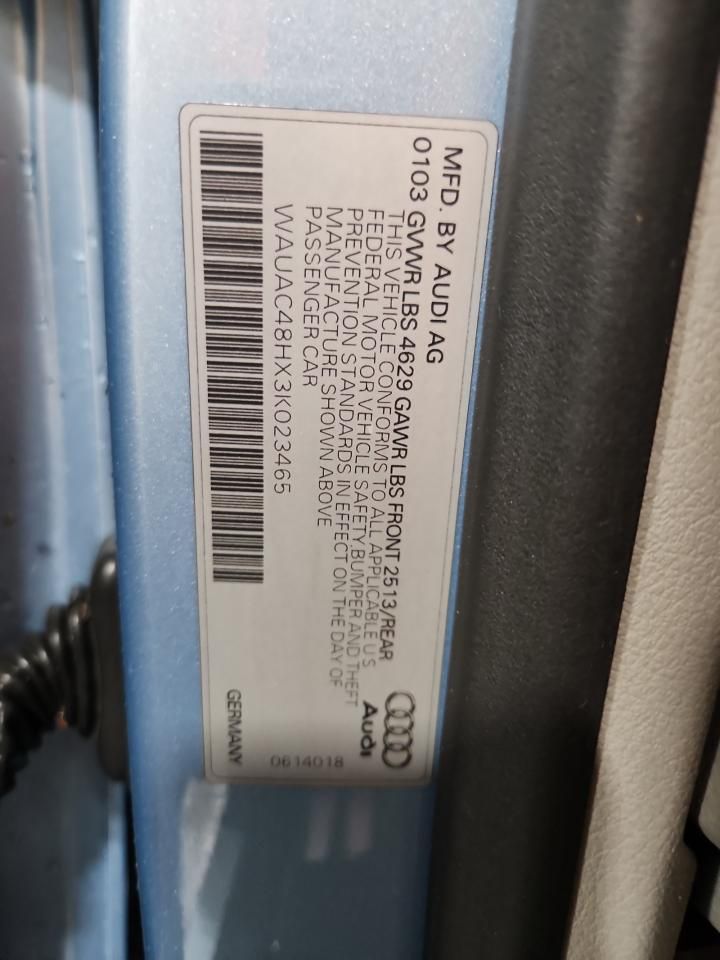 MFD. BY AUDI AG
0103 GVWR LBS 4629 GAWR LBS FRONT 2513/REAR
THIS VEHICLE CONFORMS TO ALL APPLICABLE U S
FEDERAL MOTOR VEHICLE SAFETY,BUMPER AND THEFT
PREVENTION STANDARDS IN EFFECT ON THE DAY OF
MANUFACTURE SHOWN ABOVE
PASSENGER CAR
WAUAC48HX3K023465
Audi
0614018
GERMANY